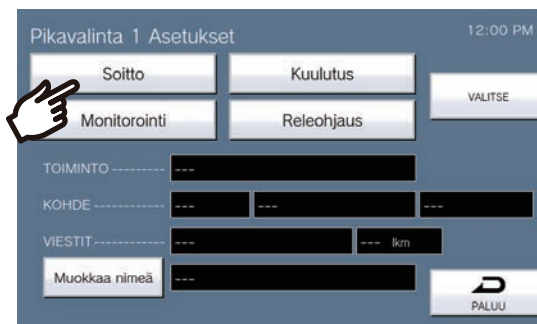 Pikavalinta 1 Asetukset 12:00 PM
Soitto Kuulutus
VALITSE
Monitorointi Releohjaus
TOIMINTO --------- ---
KOHDE ------------ --- --- ---
VIESTIT----------- --- --- lkm
Muokkaa nimeä ---
PALUU